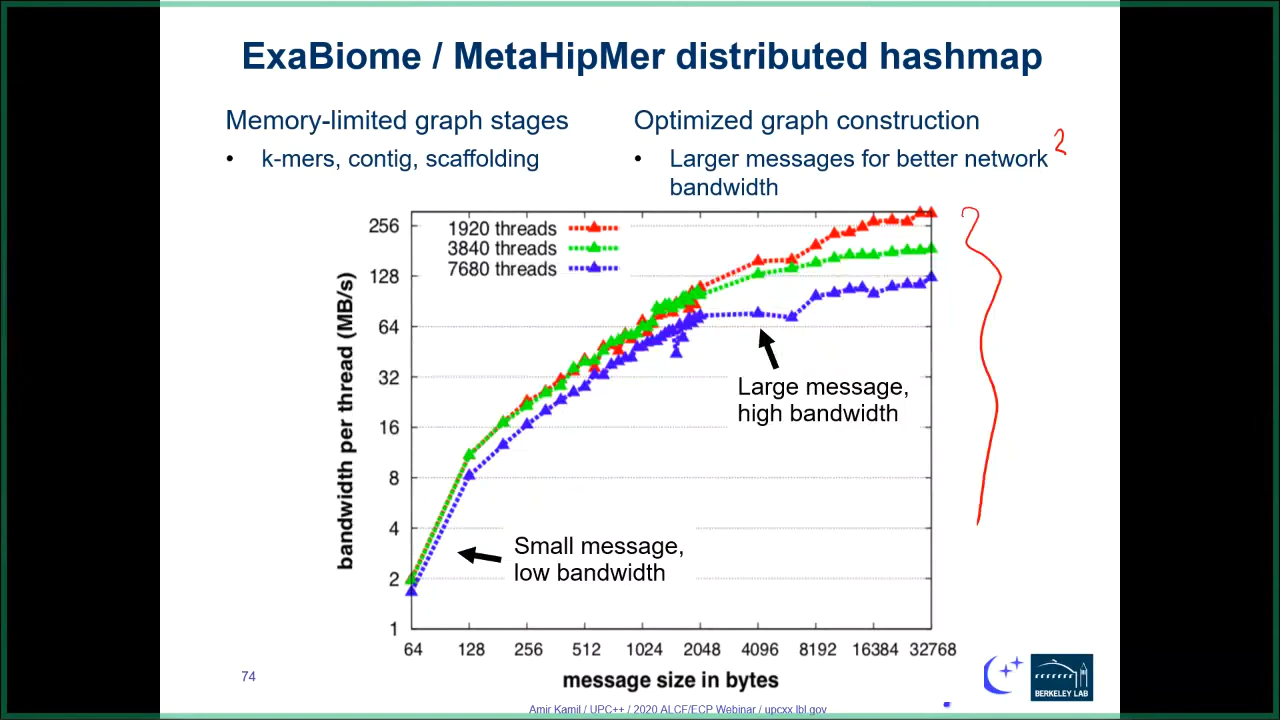 ExaBiome / MetaHipMer distributed hashmap
Memory-limited graph stages
• k-mers, contig, scaffolding
Optimized graph construction
• Larger messages for better network
bandwidth
2
1920 threads
3840 threads
7680 threads
256
128
64
32
16
8
4
2
1
bandwidth per thread (MB/s)
Large message,
high bandwidth
Small message,
low bandwidth
64 128 256 512 1024 2048 4096 8192 16384 32768
message size in bytes
74
BERKELEY LAB
Amir Kamil / UPC++ / 2020 ALCF/ECP Webinar / upcxx.lbl.gov